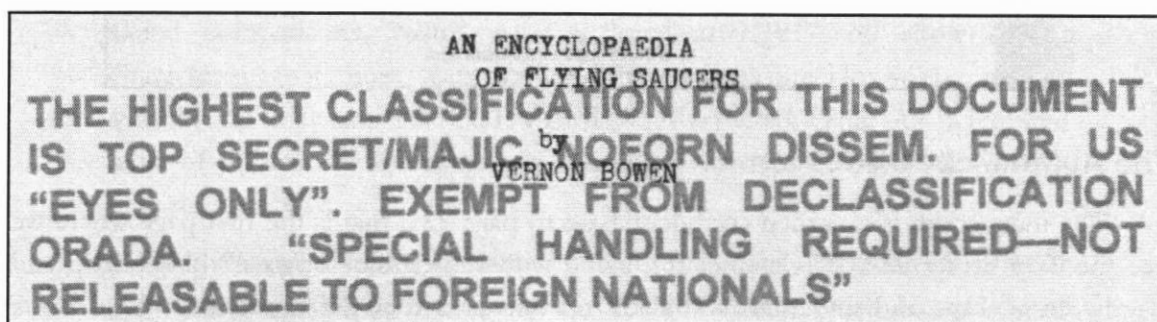 AN ENCYCLOPAEDIA
OF FLYING SAUCERS
THE HIGHEST CLASSIFICATION FOR THIS DOCUMENT
by
IS TOP SECRET/MAJIC NOFORN DISSEM. FOR US
VERNON BOWEN
"EYES ONLY". EXEMPT FROM DECLASSIFICATION
ORADA. "SPECIAL HANDLING REQUIRED—NOT
RELEASABLE TO FOREIGN NATIONALS"